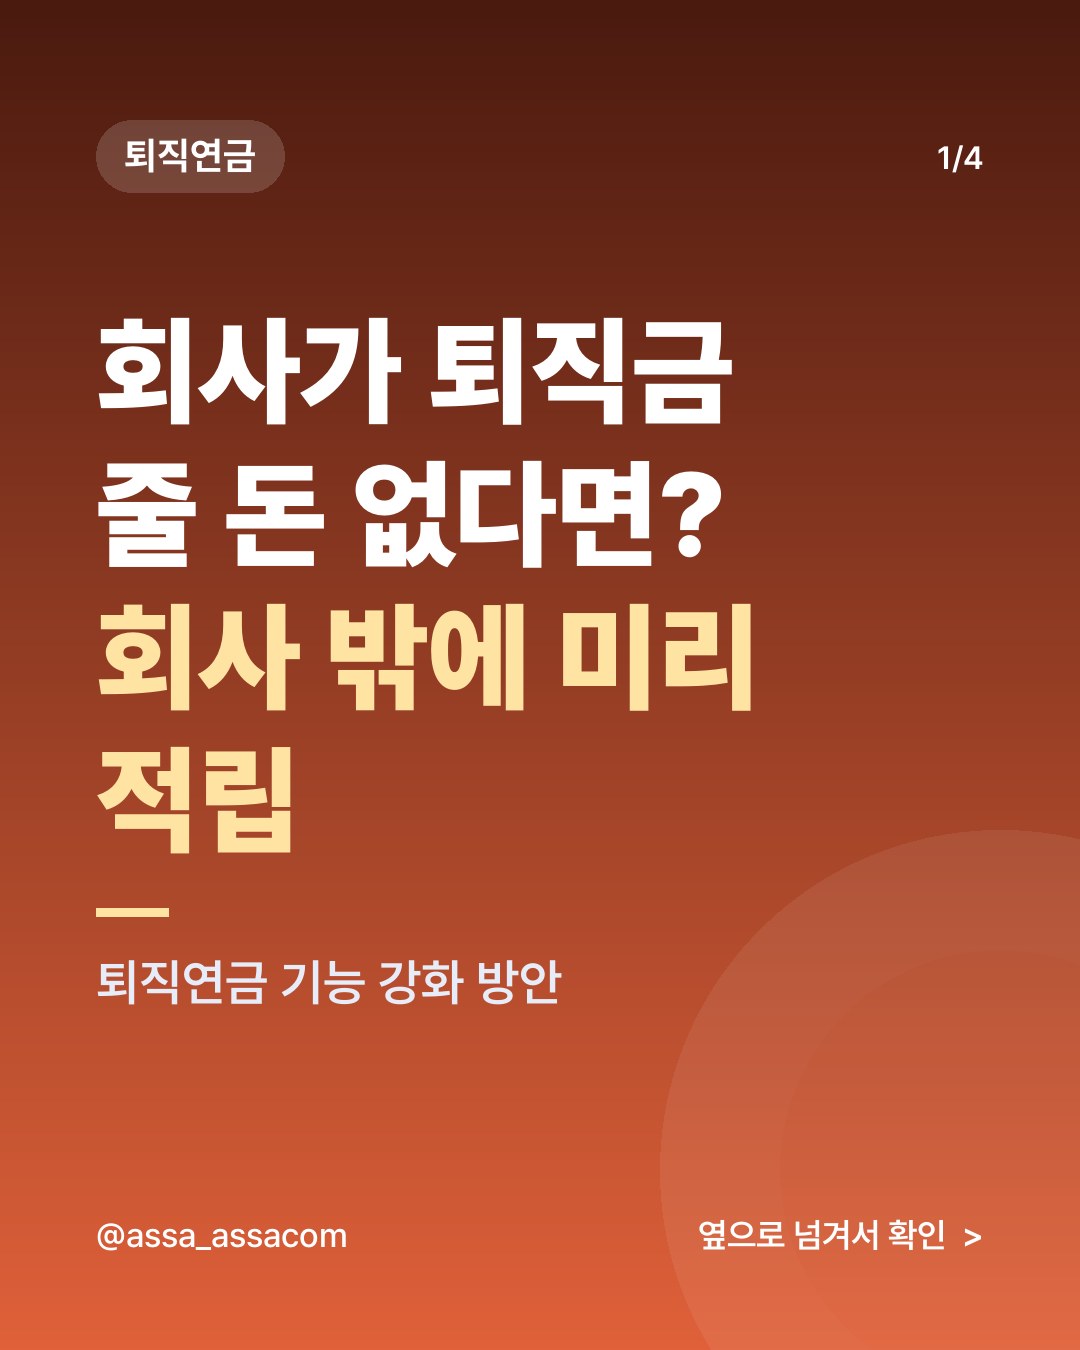 퇴직연금
1/4
회사가 퇴직금
줄 돈 없다면?
회사 밖에 미리
적립
퇴직연금 기능 강화 방안
@assa_assacom
옆으로 넘겨서 확인 >